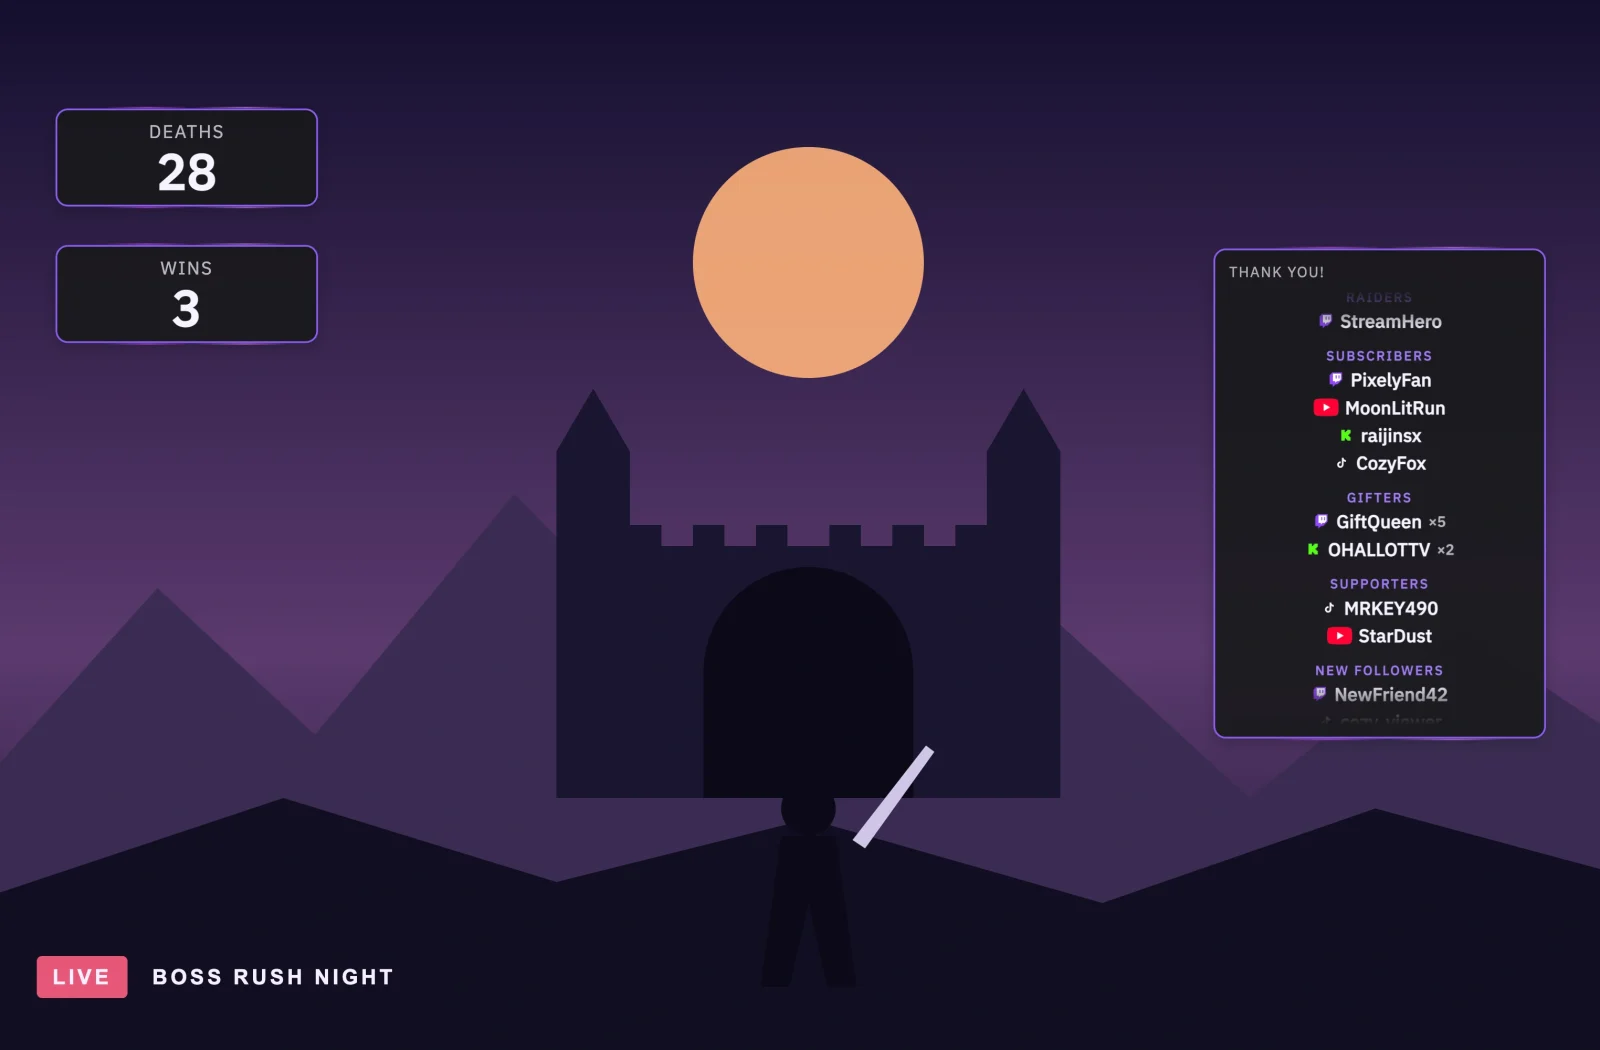 DEATHS
28
WINS
3
THANK YOU!
RAIDERS
StreamHero
SUBSCRIBERS
PixelyFan
MoonLitRun
raijinsx
CozyFox
GIFTERS
GiftQueen ×5
OHALLOTTV ×2
SUPPORTERS
MRKEY490
StarDust
NEW FOLLOWERS
NewFriend42
LIVE BOSS RUSH NIGHT